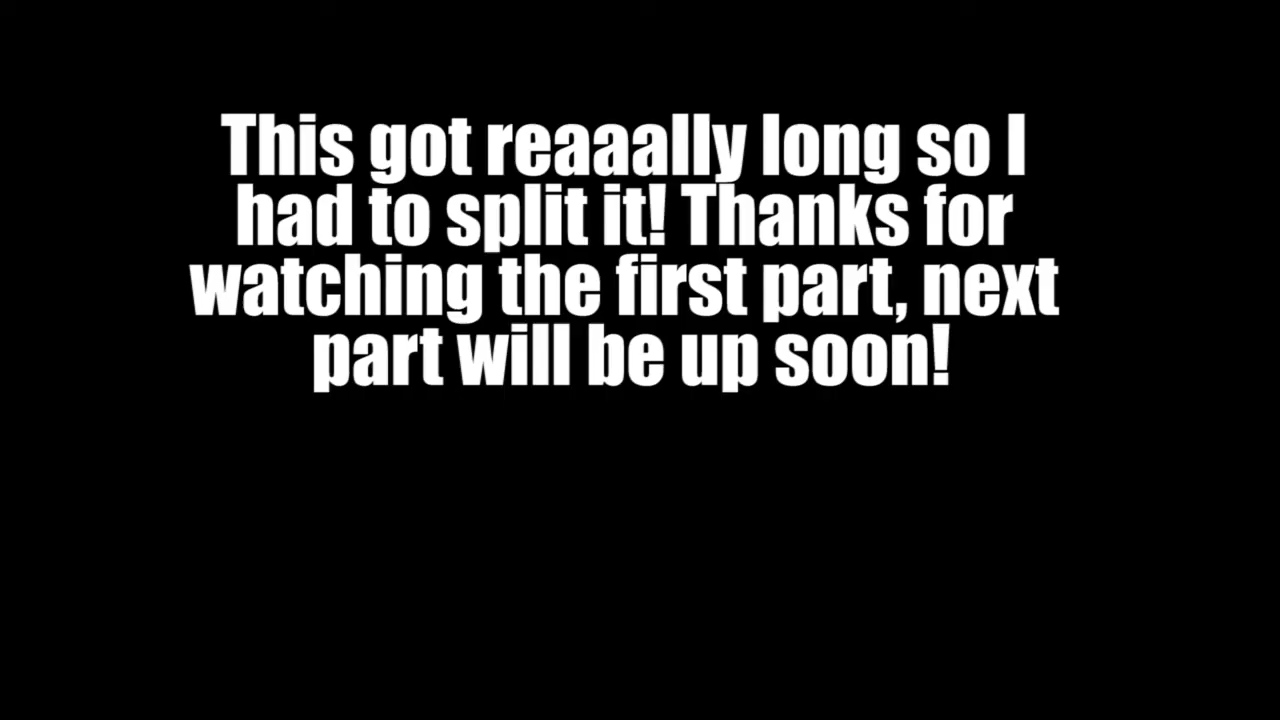 This got reaaally long so I
had to split it! Thanks for
watching the first part, next
part will be up soon!